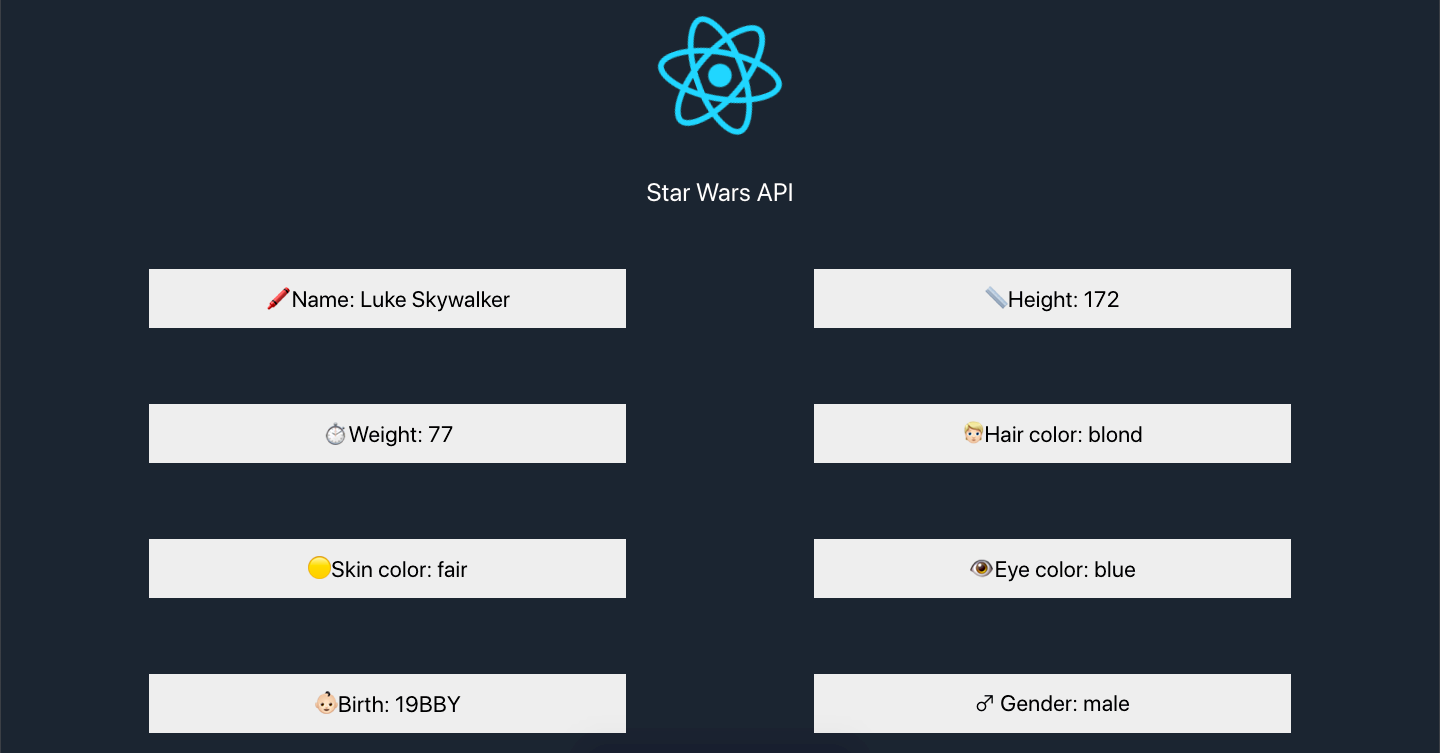 Star Wars API
🖍️Name: Luke Skywalker
📏Height: 172
⏱️Weight: 77
👱🏻Hair color: blond
🟡Skin color: fair
👁️Eye color: blue
👶🏻Birth: 19BBY
♂ Gender: male